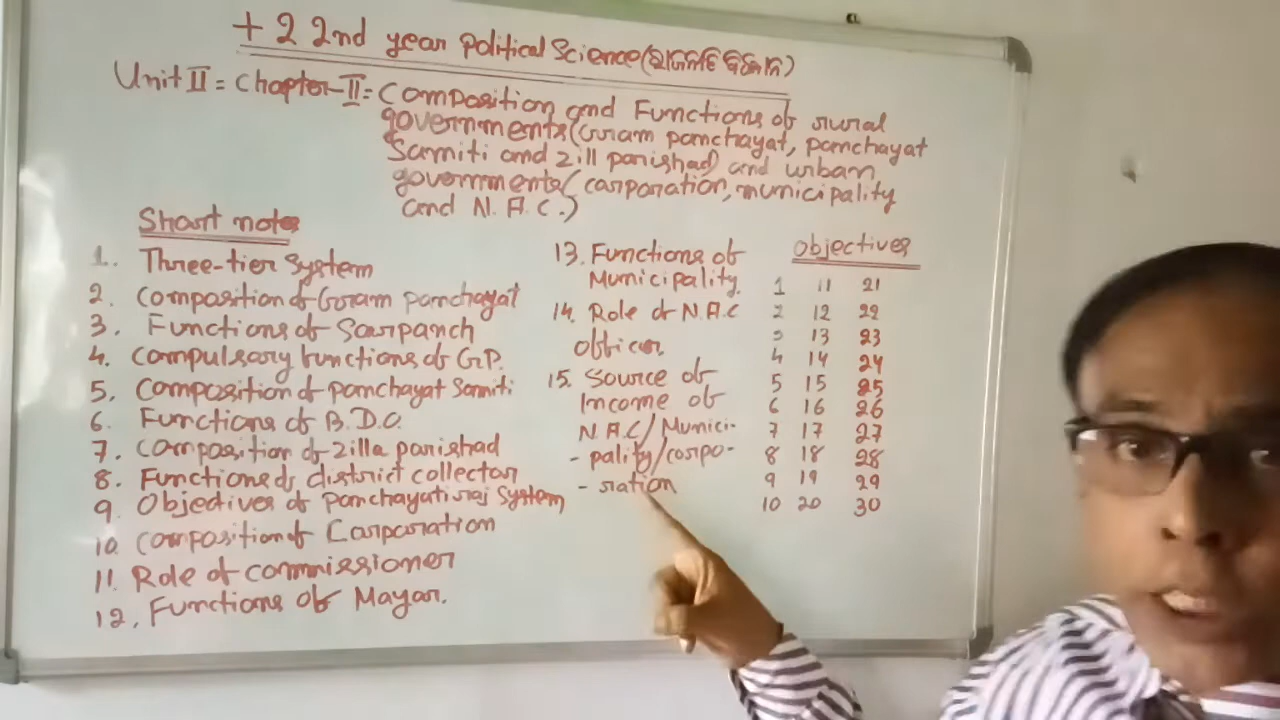 +2 2nd year Political Science (ରାଜନୀତି ବିଜ୍ଞାନ)
Unit II = Chapter-II = Composition and Functions of rural
governments (Gram panchayat, panchayat
Samiti and zill parishad) and urban
governments (corporation, municipality
and N.A.C.)
Short notes
1. Three-tier System
2. Composition of Gram panchayat
3. Functions of Sarpanch
4. Compulsory functions of G.P.
5. Composition of panchayat Samiti
6. Functions of B.D.O.
7. Composition of zilla parishad
8. Functions of district collector
9. Objectives of panchayatiraj System
10. Composition of Corporation
11. Role of commissioner
12. Functions of Mayar.
13. Functions of
Municipality
14. Role of N.A.C
Officer
15. Source of
Income of
N.A.C/Munici-
- pality/corpo-
- ration
Objectives
1 11 21
2 12 22
3 13 23
4 14 24
5 15 25
6 16 26
7 17 27
8 18 28
9 19 29
10 20 30